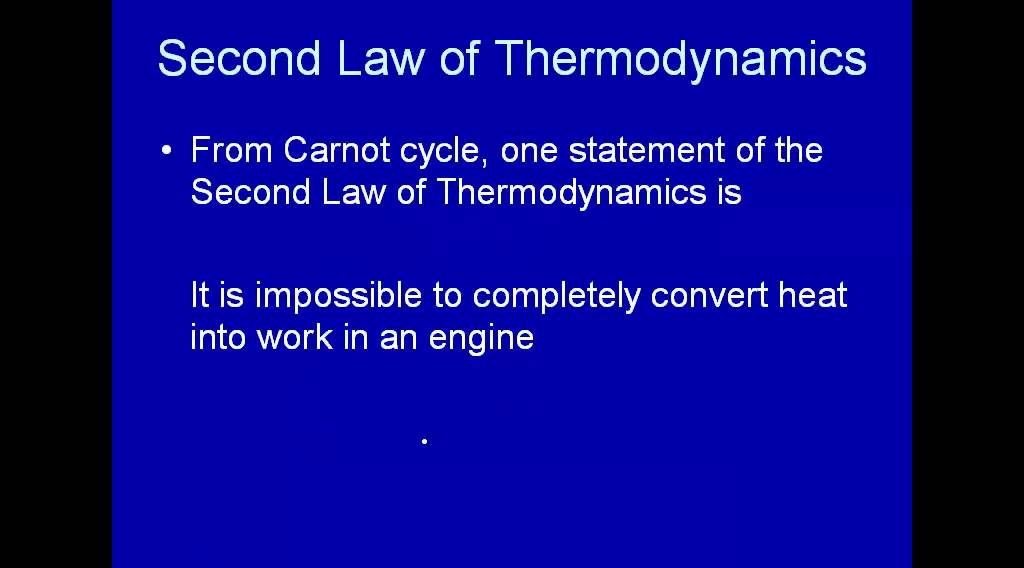 Second Law of Thermodynamics
• From Carnot cycle, one statement of the
Second Law of Thermodynamics is
It is impossible to completely convert heat
into work in an engine
.